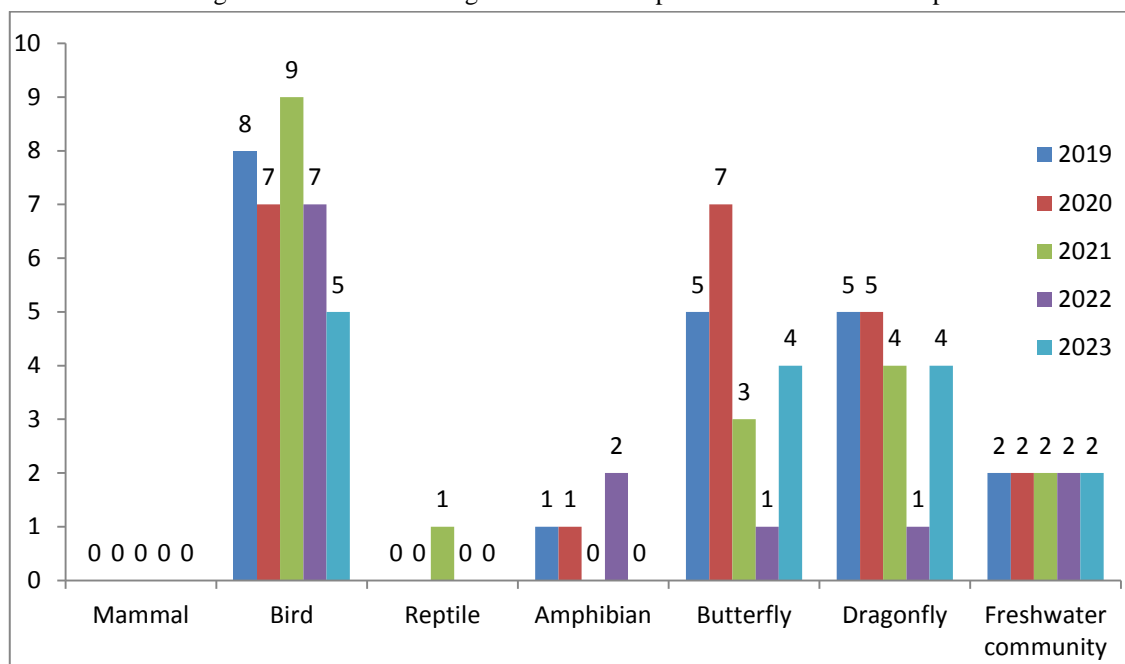 10
9
8
7
6
5
4
3
2
1
0
0 0 0 0 0
8 7 9 7 5
0 0 1 0 0
1 1 0 2 0
5 7 3 1 4
5 5 4 1 4
2 2 2 2 2
2019
2020
2021
2022
2023
Mammal Bird Reptile Amphibian Butterfly Dragonfly Freshwater
community